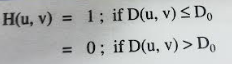 H(u, v) = 1; if D(u, v) ≤ D₀
= 0; if D(u, v) > D₀